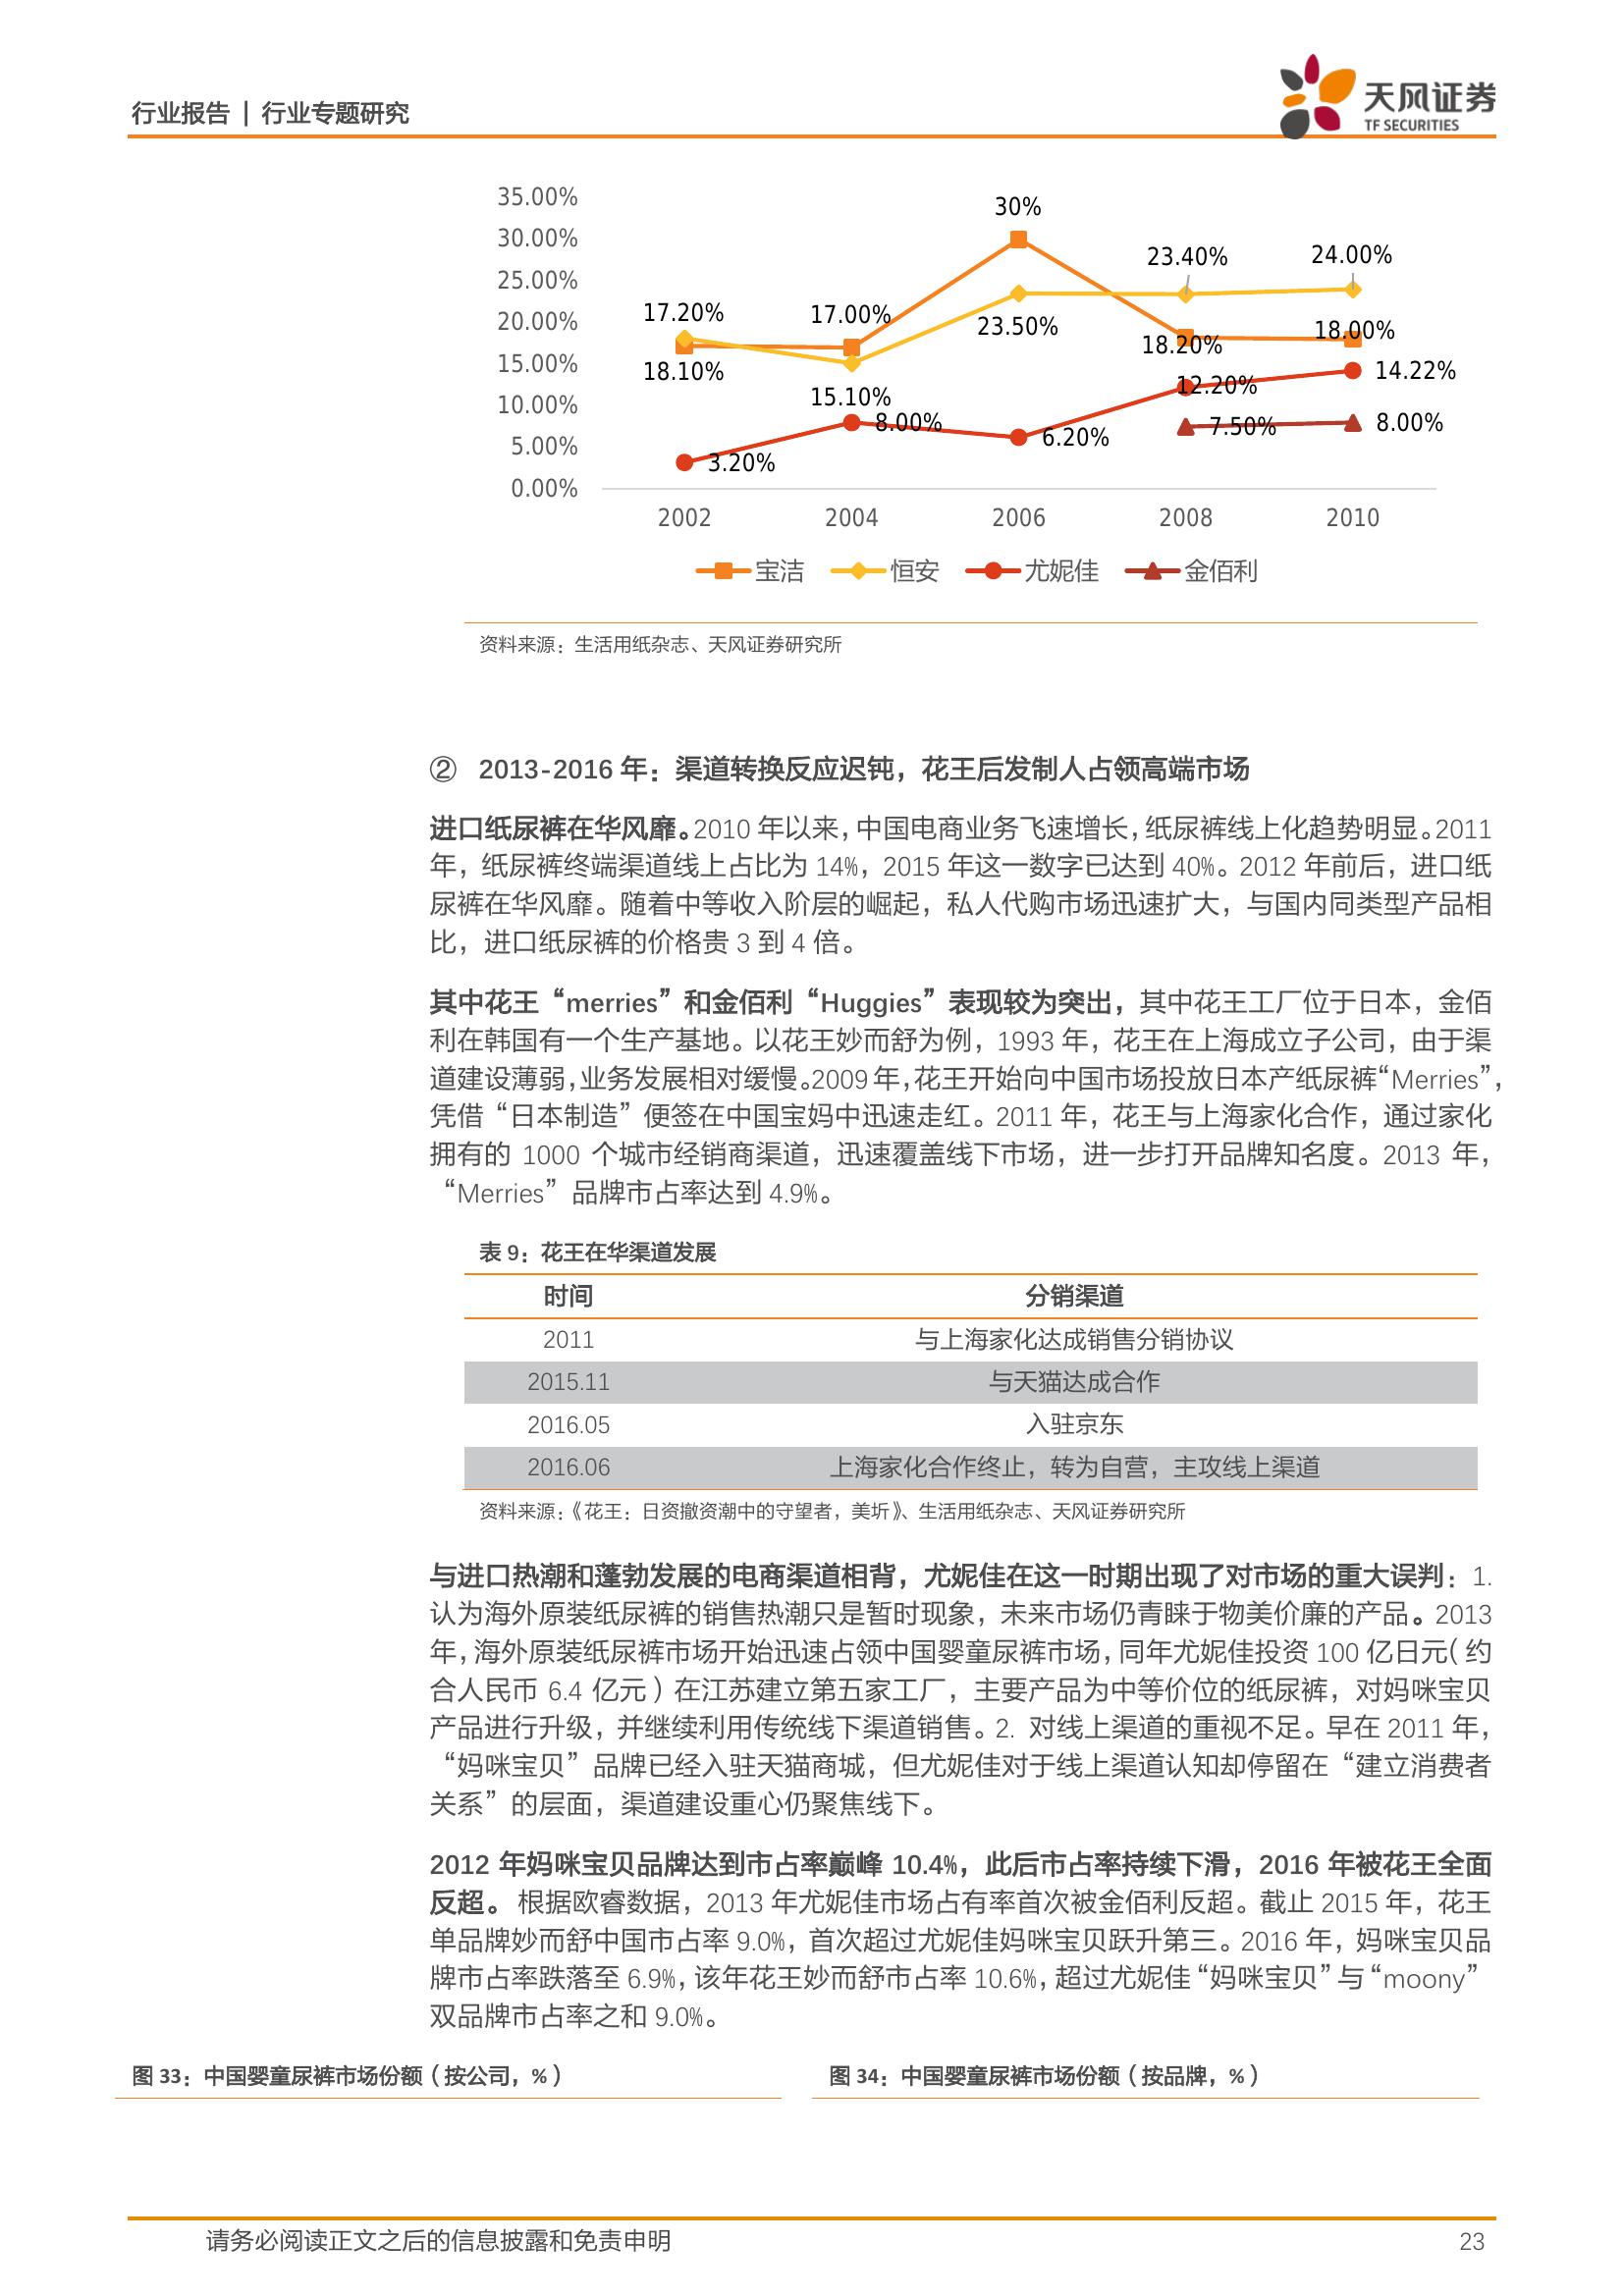 行业报告 | 行业专题研究
天风证券
TF SECURITIES
35.00%
30.00%
25.00%
20.00%
15.00%
10.00%
5.00%
0.00%
17.20%
18.10%
3.20%
17.00%
15.10%
8.00%
30%
23.50%
6.20%
23.40%
18.20%
12.20%
7.50%
24.00%
18.00%
14.22%
8.00%
2002 2004 2006 2008 2010
宝洁 恒安 尤妮佳 金佰利
资料来源：生活用纸杂志、天风证券研究所
② 2013-2016 年：渠道转换反应迟钝，花王后发制人占领高端市场
进口纸尿裤在华风靡。2010 年以来，中国电商业务飞速增长，纸尿裤线上化趋势明显。2011
年，纸尿裤终端渠道线上占比为 14%，2015 年这一数字已达到 40%。2012 年前后，进口纸
尿裤在华风靡。随着中等收入阶层的崛起，私人代购市场迅速扩大，与国内同类型产品相
比，进口纸尿裤的价格贵 3 到 4 倍。
其中花王“merries”和金佰利“Huggies”表现较为突出，其中花王工厂位于日本，金佰
利在韩国有一个生产基地。以花王妙而舒为例，1993 年，花王在上海成立子公司，由于渠
道建设薄弱，业务发展相对缓慢。2009 年，花王开始向中国市场投放日本产纸尿裤“Merries”，
凭借“日本制造”便签在中国宝妈中迅速走红。2011 年，花王与上海家化合作，通过家化
拥有的 1000 个城市经销商渠道，迅速覆盖线下市场，进一步打开品牌知名度。2013 年，
“Merries”品牌市占率达到 4.9%。
表 9：花王在华渠道发展
时间 分销渠道
2011 与上海家化达成销售分销协议
2015.11 与天猫达成合作
2016.05 入驻京东
2016.06 上海家化合作终止，转为自营，主攻线上渠道
资料来源：《花王：日资撤资潮中的守望者，美圻》、生活用纸杂志、天风证券研究所
与进口热潮和蓬勃发展的电商渠道相背，尤妮佳在这一时期出现了对市场的重大误判：1.
认为海外原装纸尿裤的销售热潮只是暂时现象，未来市场仍青睐于物美价廉的产品。2013
年，海外原装纸尿裤市场开始迅速占领中国婴童尿裤市场，同年尤妮佳投资 100 亿日元（约
合人民币 6.4 亿元）在江苏建立第五家工厂，主要产品为中等价位的纸尿裤，对妈咪宝贝
产品进行升级，并继续利用传统线下渠道销售。2. 对线上渠道的重视不足。早在 2011 年，
“妈咪宝贝”品牌已经入驻天猫商城，但尤妮佳对于线上渠道认知却停留在“建立消费者
关系”的层面，渠道建设重心仍聚焦线下。
2012 年妈咪宝贝品牌达到市占率巅峰 10.4%，此后市占率持续下滑，2016 年被花王全面
反超。根据欧睿数据，2013 年尤妮佳市场占有率首次被金佰利反超。截止 2015 年，花王
单品牌妙而舒中国市占率 9.0%，首次超过尤妮佳妈咪宝贝跃升第三。2016 年，妈咪宝贝品
牌市占率跌落至 6.9%，该年花王妙而舒市占率 10.6%，超过尤妮佳“妈咪宝贝”与“moony”
双品牌市占率之和 9.0%。
图 33：中国婴童尿裤市场份额（按公司，%）
图 34：中国婴童尿裤市场份额（按品牌，%）
请务必阅读正文之后的信息披露和免责申明 23